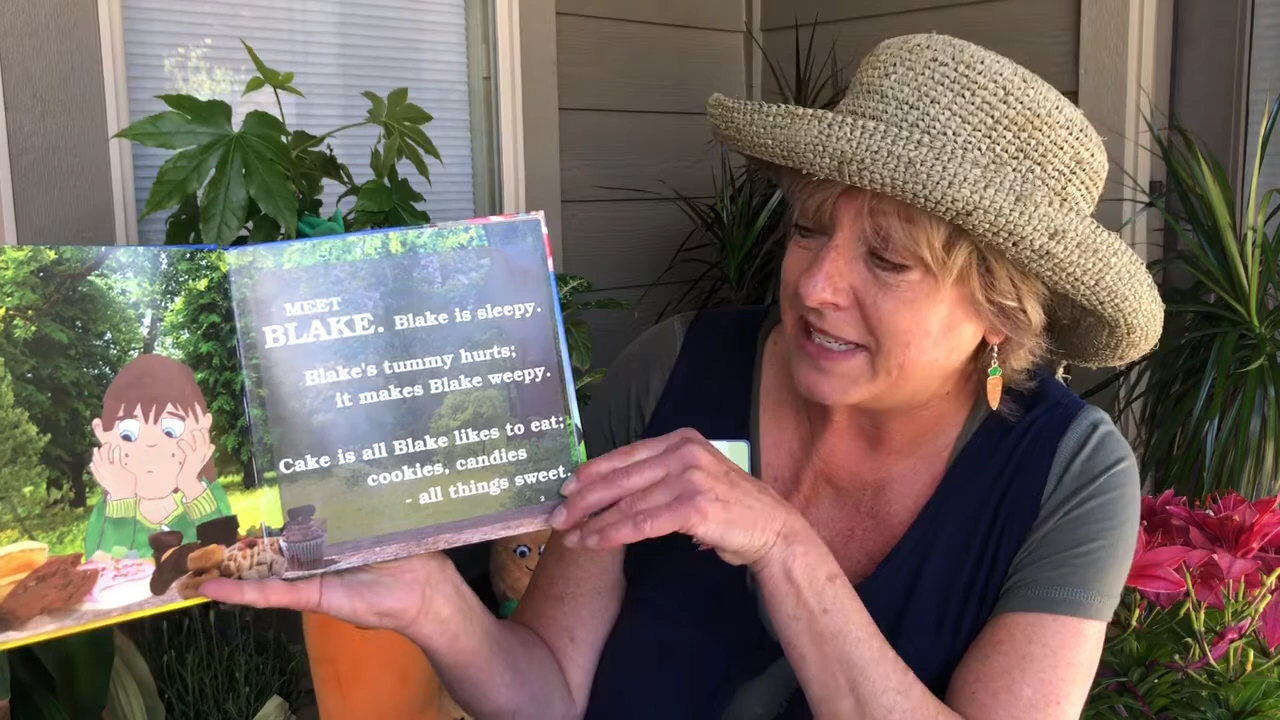 MEET
BLAKE. Blake is sleepy.
Blake's tummy hurts;
it makes Blake weepy.
Cake is all Blake likes to eat;
cookies, candies
- all things sweet.
2